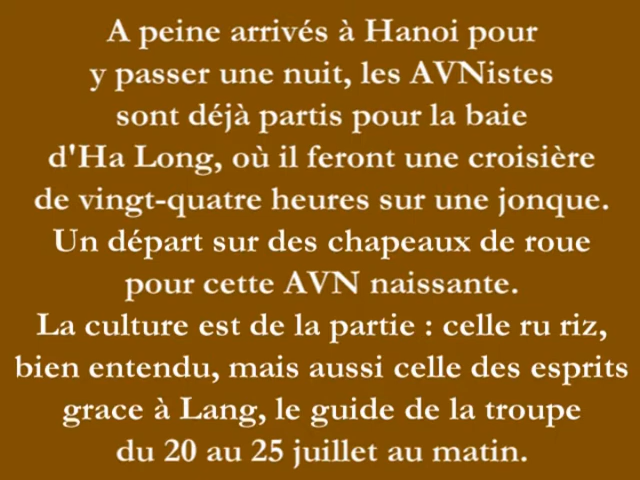 A peine arrivés à Hanoi pour
y passer une nuit, les AVNistes
sont déjà partis pour la baie
d'Ha Long, où il feront une croisière
de vingt-quatre heures sur une jonque.
Un départ sur des chapeaux de roue
pour cette AVN naissante.
La culture est de la partie : celle ru riz,
bien entendu, mais aussi celle des esprits
grace à Lang, le guide de la troupe
du 20 au 25 juillet au matin.